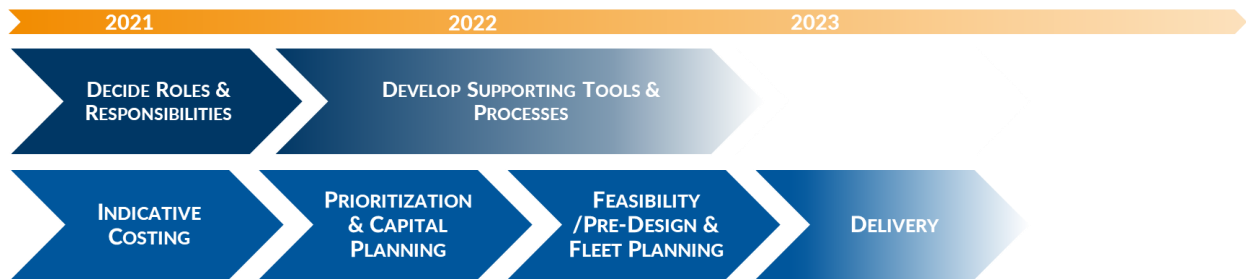 2021 2022 2023
DECIDE ROLES &
RESPONSIBILITIES
DEVELOP SUPPORTING TOOLS &
PROCESSES
INDICATIVE
COSTING
PRIORITIZATION
& CAPITAL
PLANNING
FEASIBILITY
/PRE-DESIGN &
FLEET PLANNING
DELIVERY